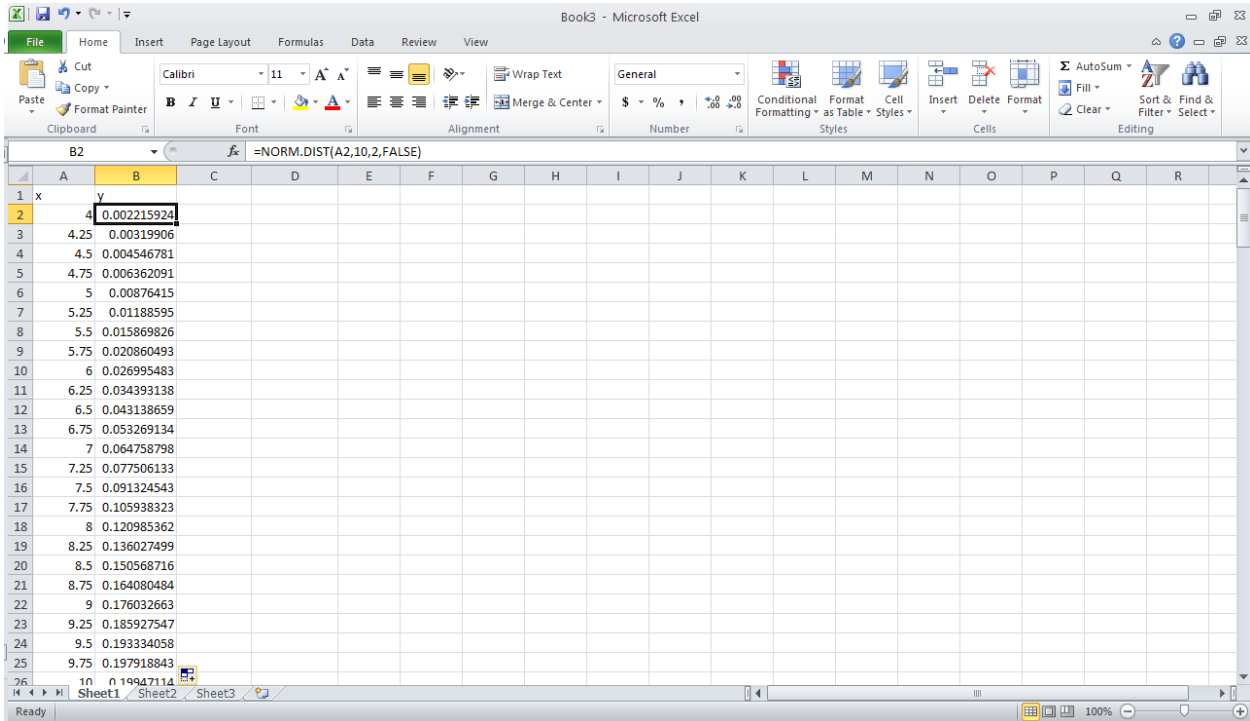 Book3 - Microsoft Excel
File Home Insert Page Layout Formulas Data Review View
Cut
Copy
Format Painter
Paste
Calibri 11 A A
B I U A
Wrap Text
Merge & Center
General
$ % , .0 .00 .00 .0
Conditional Formatting
Format as Table
Cell Styles
Insert Delete Format
Σ AutoSum
Fill
Clear
Sort & Filter
Find & Select
Clipboard Font Alignment Number Styles Cells Editing
B2 fx =NORM.DIST(A2,10,2,FALSE)
A B C D E F G H I J K L M N O P Q R
1 x y
2 4 0.002215924
3 4.25 0.00319906
4 4.5 0.004546781
5 4.75 0.006362091
6 5 0.00876415
7 5.25 0.01188595
8 5.5 0.015869826
9 5.75 0.020860493
10 6 0.026995483
11 6.25 0.034393138
12 6.5 0.043138659
13 6.75 0.053269134
14 7 0.064758798
15 7.25 0.077506133
16 7.5 0.091324543
17 7.75 0.105938323
18 8 0.120985362
19 8.25 0.136027499
20 8.5 0.150568716
21 8.75 0.164080484
22 9 0.176032663
23 9.25 0.185927547
24 9.5 0.193334058
25 9.75 0.197918843
26 10 0.19947114
Sheet1 Sheet2 Sheet3
Ready 100%